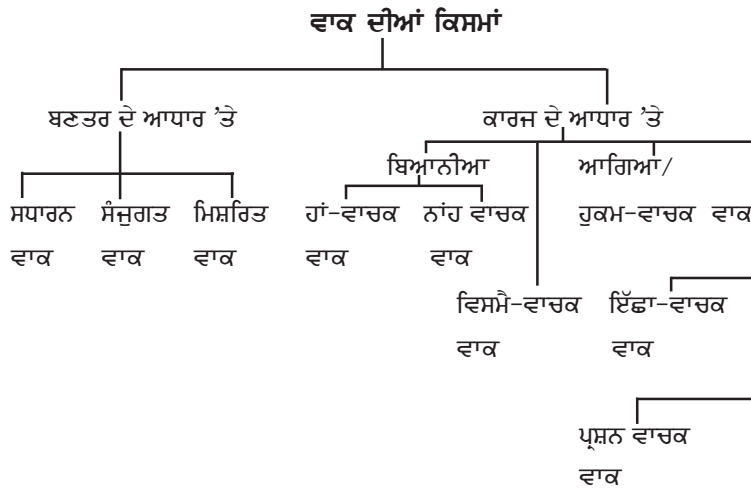 ਵਾਕ ਦੀਆਂ ਕਿਸਮਾਂ
ਬਣਤਰ ਦੇ ਆਧਾਰ ’ਤੇ
ਕਾਰਜ ਦੇ ਆਧਾਰ ’ਤੇ
ਬਿਆਨੀਆ
ਆਗਿਆ/
ਸਧਾਰਨ ਸੰਜੁਗਤ ਮਿਸ਼ਰਿਤ ਹਾਂ-ਵਾਚਕ ਨਾਂਹ ਵਾਚਕ ਹੁਕਮ-ਵਾਚਕ ਵਾਕ
ਵਾਕ ਵਾਕ ਵਾਕ ਵਾਕ ਵਾਕ
ਵਿਸਮੈ-ਵਾਚਕ ਇੱਛਾ-ਵਾਚਕ
ਵਾਕ ਵਾਕ
ਪ੍ਰਸ਼ਨ ਵਾਚਕ
ਵਾਕ